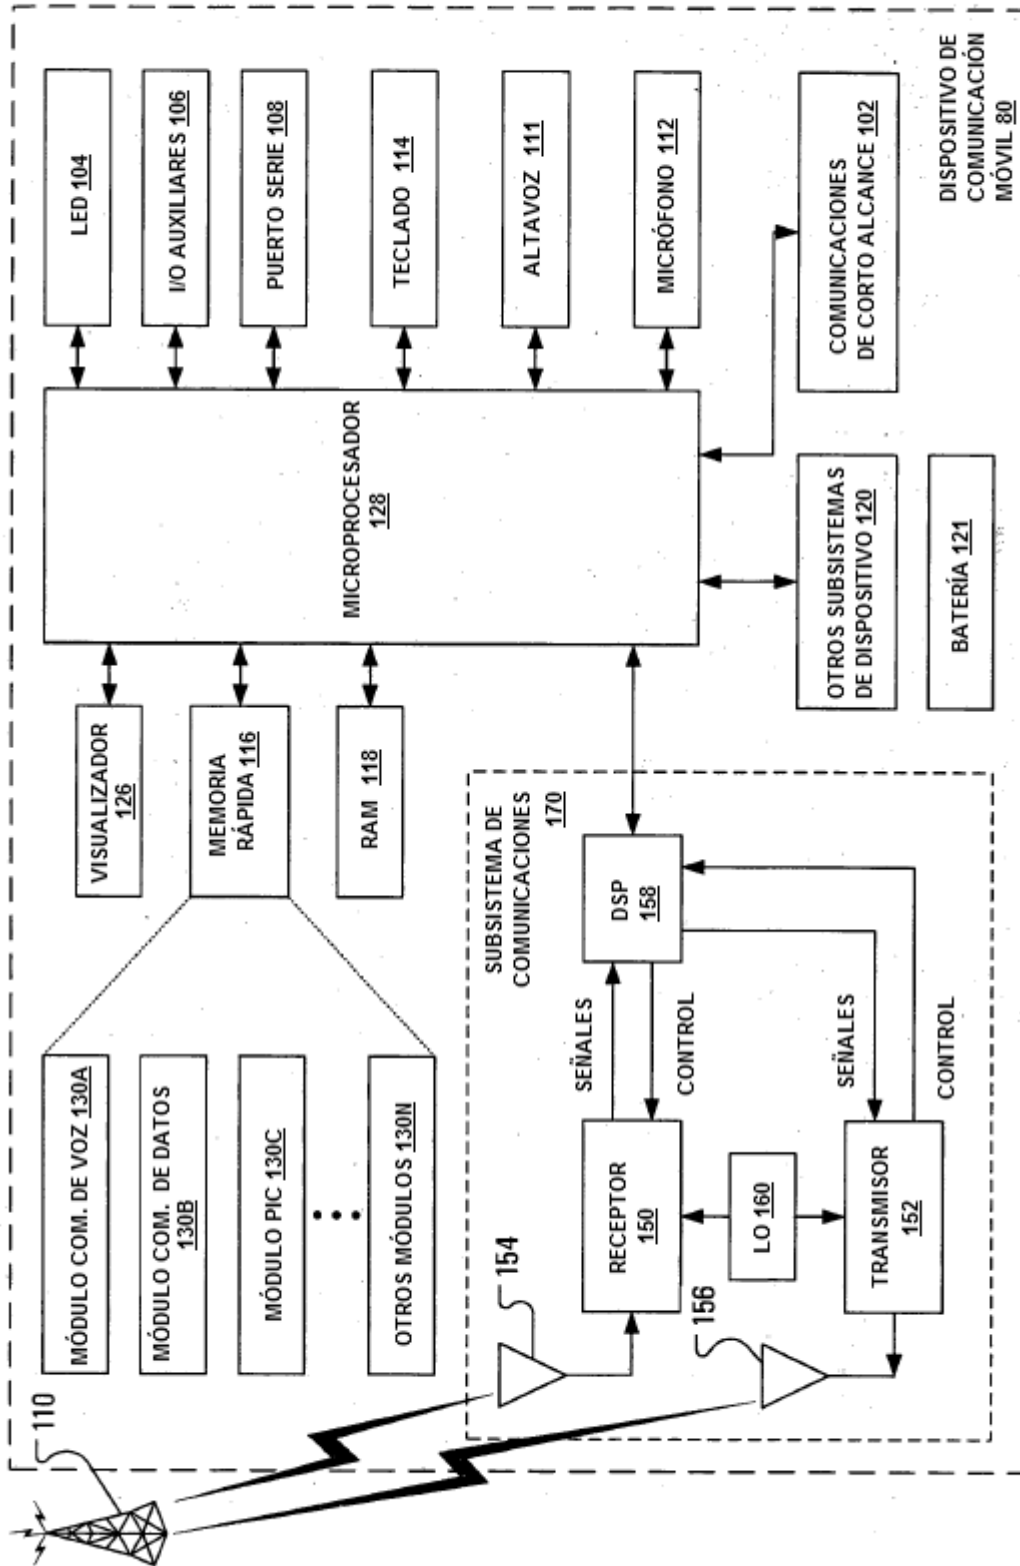 110
MÓDULO COM. DE VOZ 130A
MÓDULO COM. DE DATOS
130B
MÓDULO PIC 130C
OTROS MÓDULOS 130N
VISUALIZADOR
126
MEMORIA
RÁPIDA 116
RAM 118
MICROPROCESADOR
128
LED 104
I/O AUXILIARES 106
PUERTO SERIE 108
TECLADO 114
ALTAVOZ 111
MICRÓFONO 112
SUBSISTEMA DE
COMUNICACIONES
170
154
156
RECEPTOR
150
SEÑALES
CONTROL
DSP
158
LO 160
TRANSMISOR
152
SEÑALES
CONTROL
OTROS SUBSISTEMAS
DE DISPOSITIVO 120
BATERÍA 121
COMUNICACIONES
DE CORTO ALCANCE 102
DISPOSITIVO DE
COMUNICACIÓN
MÓVIL 80